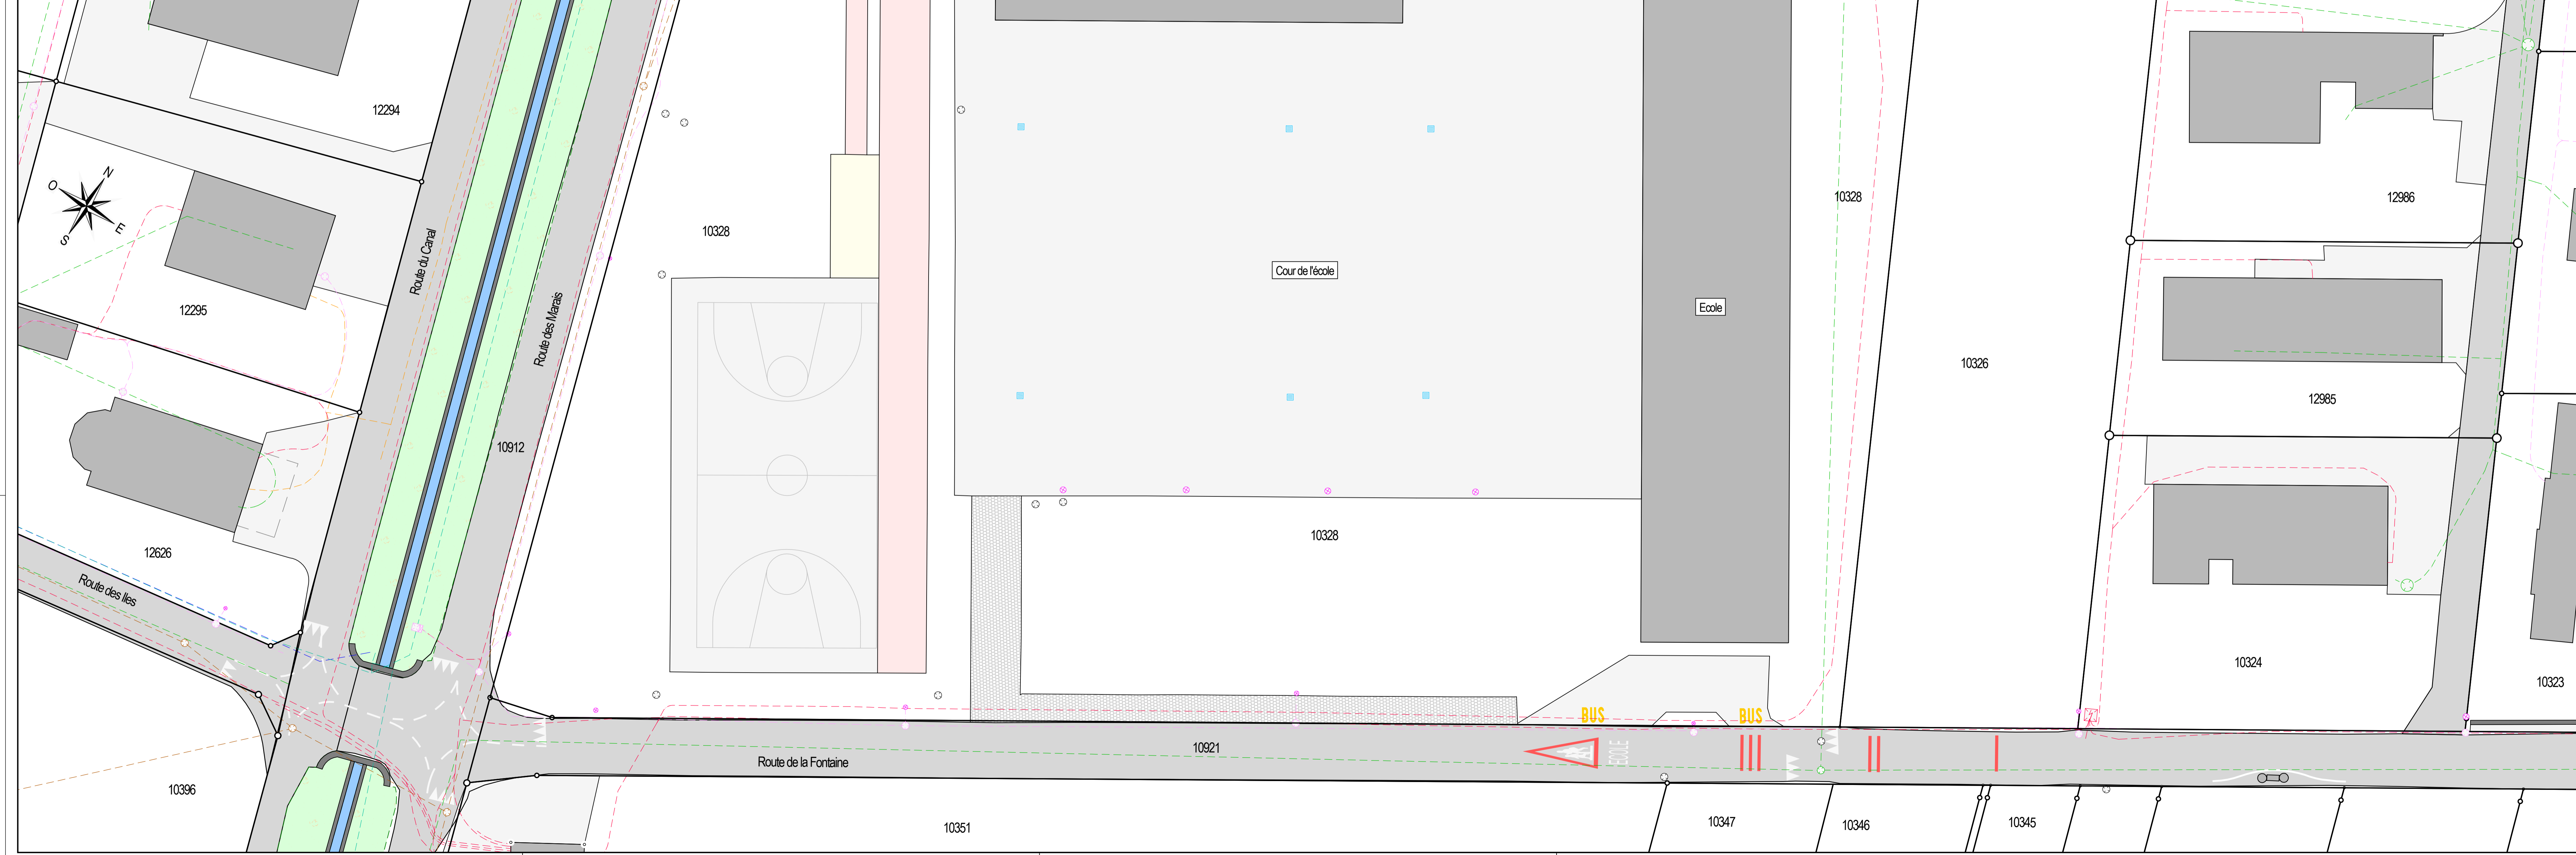 12294
N
O
E
S
Route du Canal
12295
Route des Marais
10328
10912
12626
Route des Iles
10396
Cour de l'école
Ecole
10328
10328
10326
12986
12985
10324
10323
BUS
BUS
ECOLE
10921
Route de la Fontaine
10351
10347
10346
10345